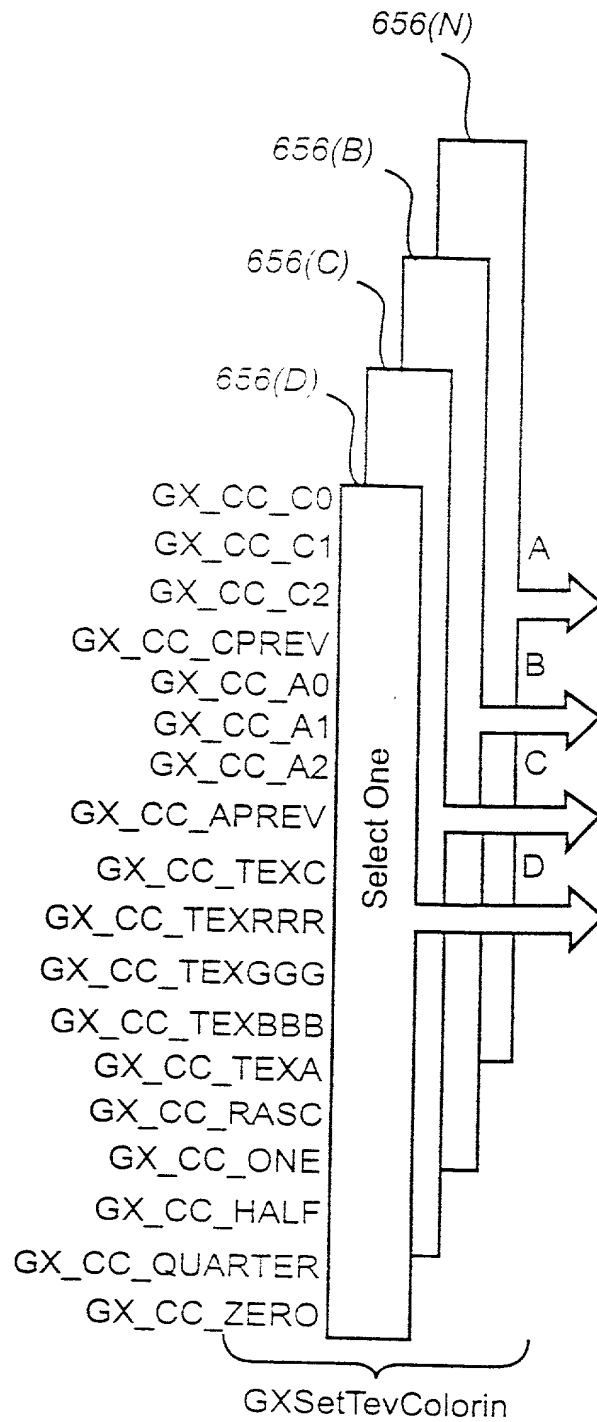 656(N)
656(B)
656(C)
656(D)
GX_CC_C0
GX_CC_C1
GX_CC_C2
GX_CC_CPREV
GX_CC_A0
GX_CC_A1
GX_CC_A2
GX_CC_APREV
GX_CC_TEXC
GX_CC_TEXRRR
GX_CC_TEXGGG
GX_CC_TEXBBB
GX_CC_TEXA
GX_CC_RASC
GX_CC_ONE
GX_CC_HALF
GX_CC_QUARTER
GX_CC_ZERO
Select One
A
B
C
D
GXSetTevColorin